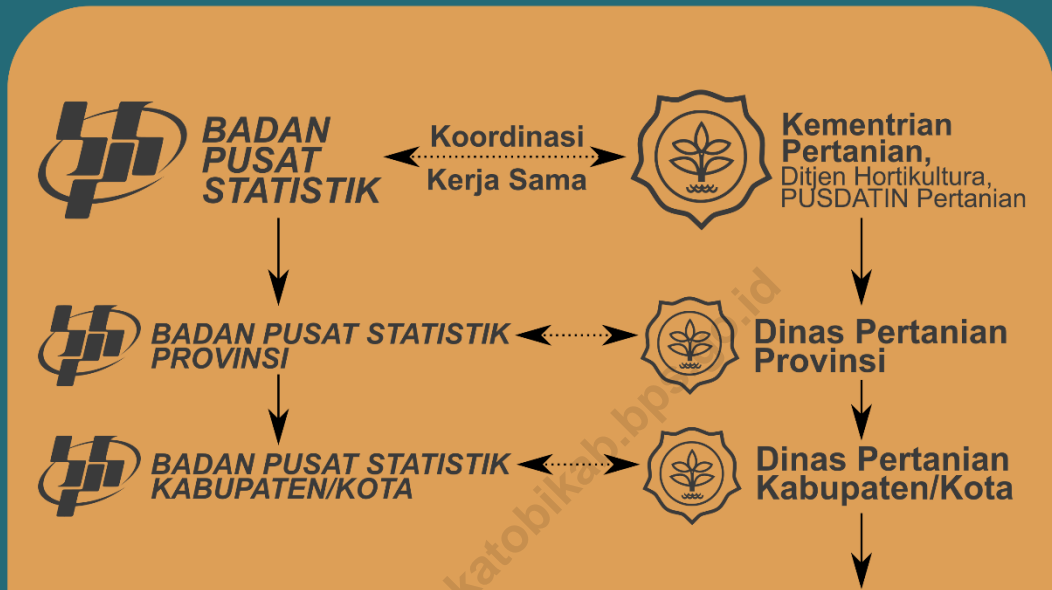 BADAN
PUSAT
STATISTIK
Koordinasi
Kerja Sama
Kementrian
Pertanian,
Ditjen Hortikultura,
PUSDATIN Pertanian
BADAN PUSAT STATISTIK
PROVINSI
Dinas Pertanian
Provinsi
BADAN PUSAT STATISTIK
KABUPATEN/KOTA
Dinas Pertanian
Kabupaten/Kota